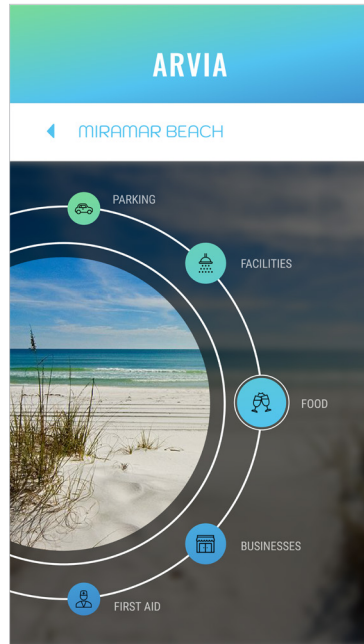 ARVIA
MIRAMAR BEACH
PARKING
FACILITIES
FOOD
BUSINESSES
FIRST AID